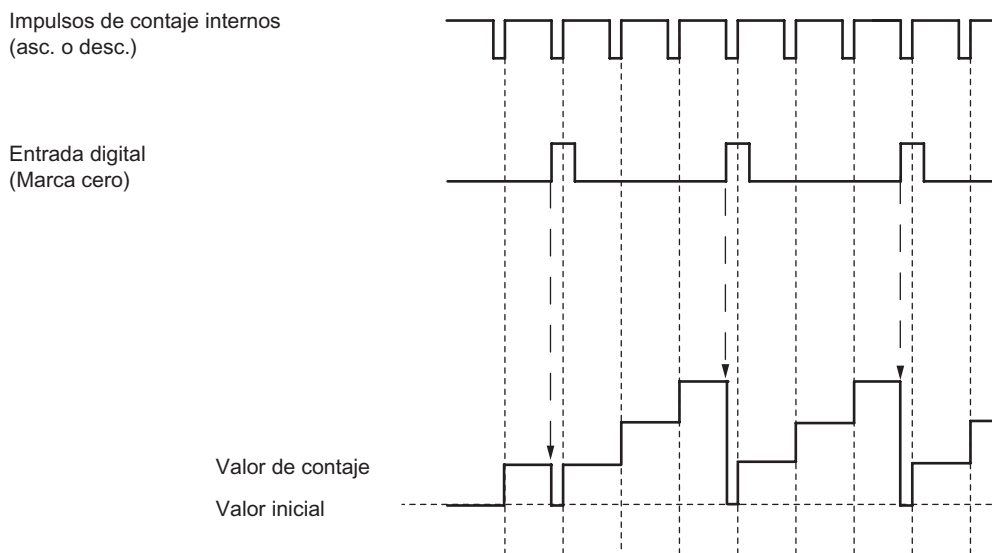 Impulsos de contaje internos
(asc. o desc.)
Entrada digital
(Marca cero)
Valor de contaje
Valor inicial